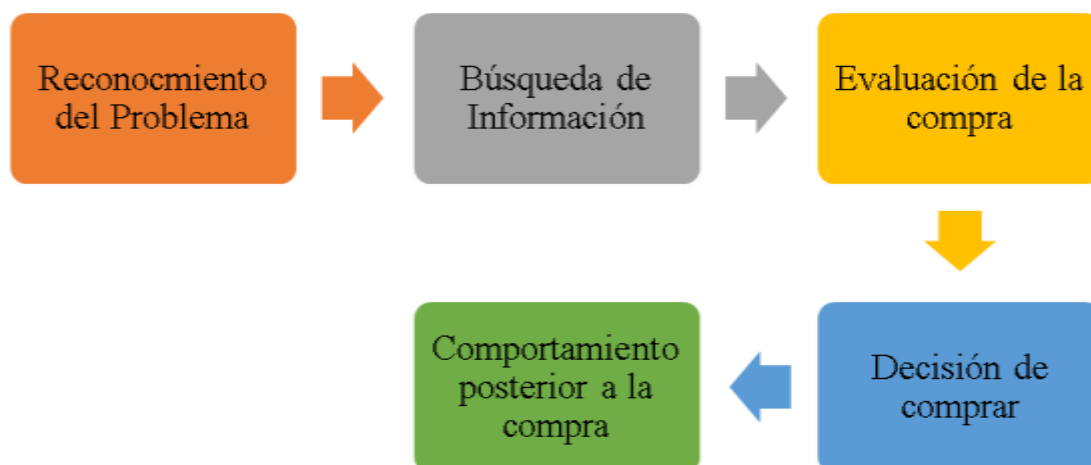 Reconocmiento
del Problema
Búsqueda de
Información
Evaluación de la
compra
Decisión de
comprar
Comportamiento
posterior a la
compra